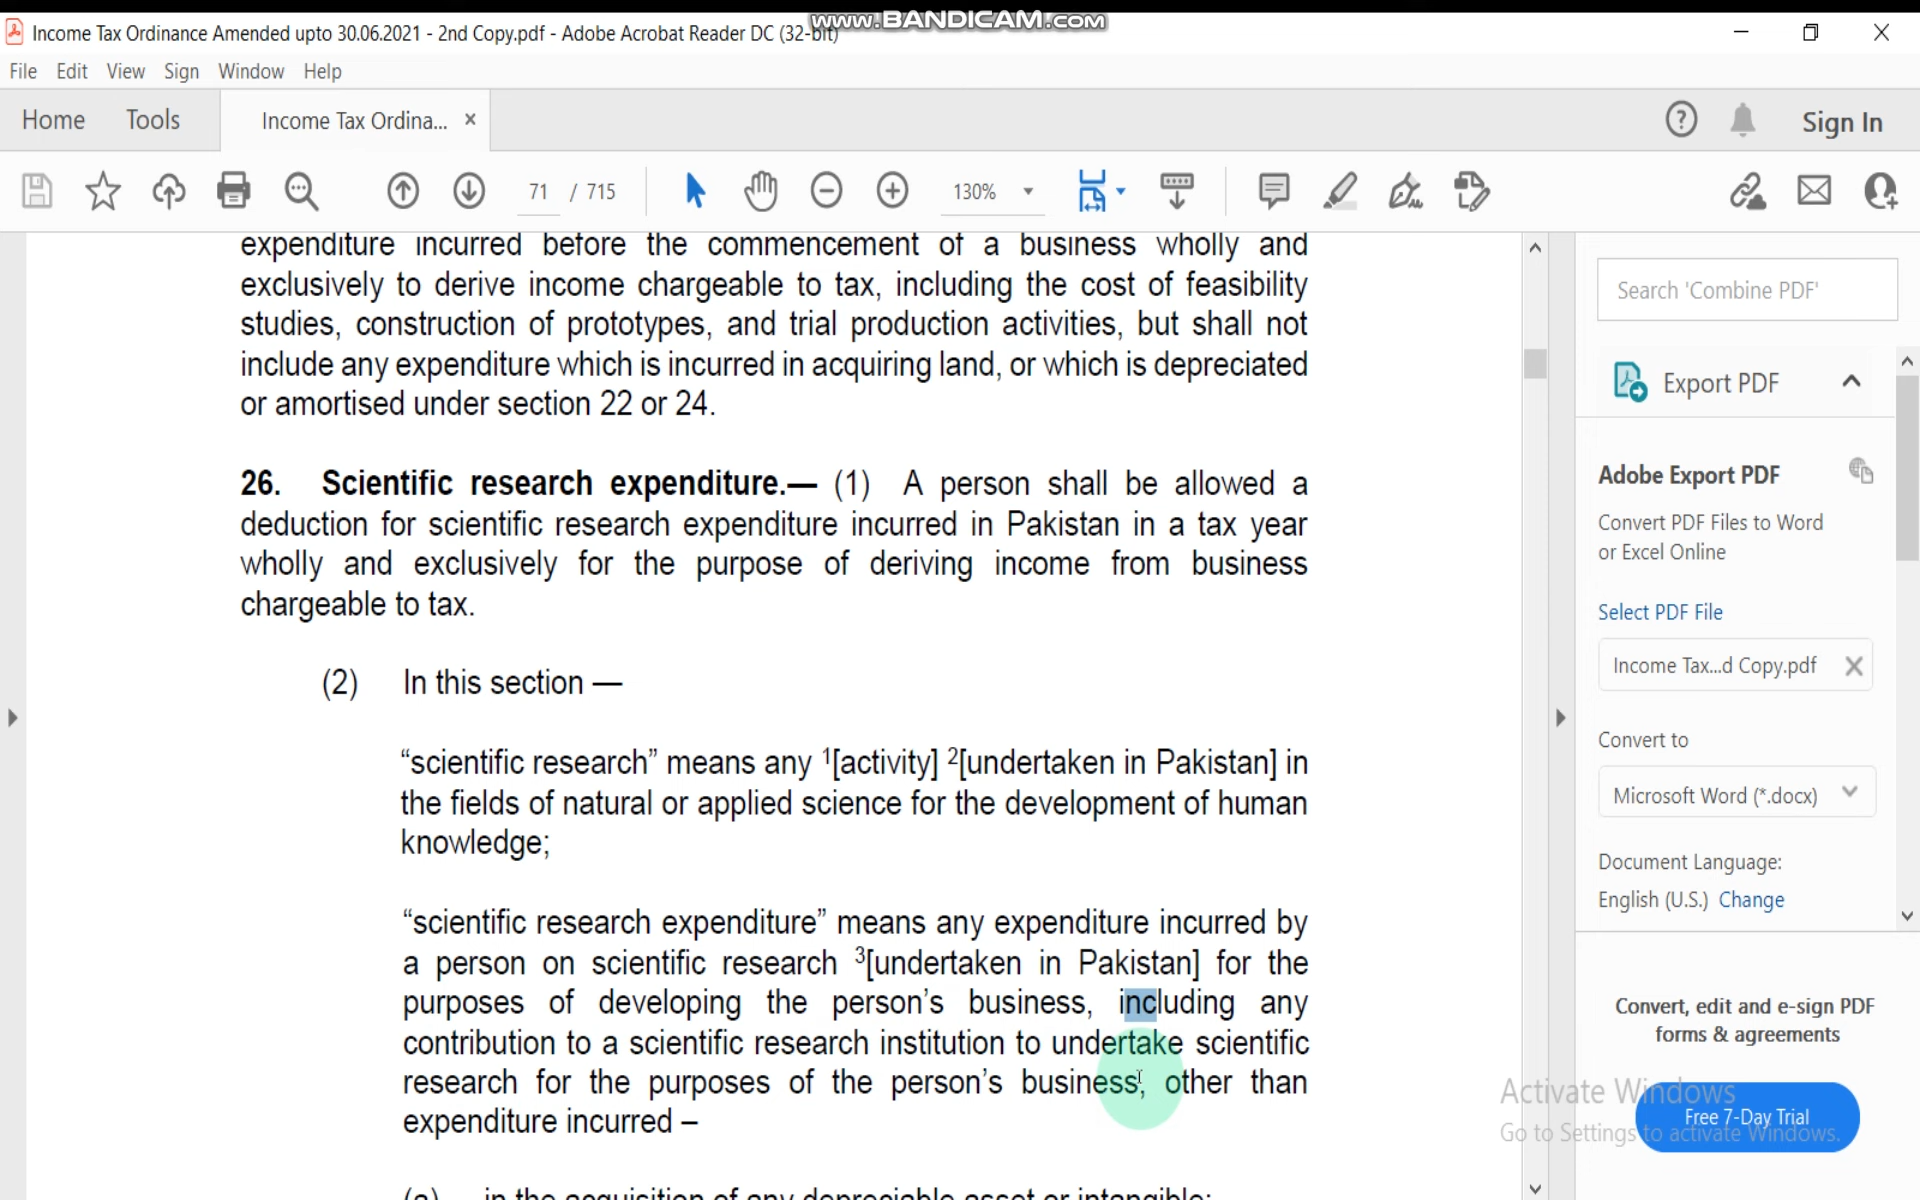 www.BANDICAM.com
Income Tax Ordinance Amended upto 30.06.2021 - 2nd Copy.pdf - Adobe Acrobat Reader DC (32-bit)
File Edit View Sign Window Help
Home Tools Income Tax Ordina... × Sign In
71 / 715 130%
expenditure incurred before the commencement of a business wholly and
exclusively to derive income chargeable to tax, including the cost of feasibility
studies, construction of prototypes, and trial production activities, but shall not
include any expenditure which is incurred in acquiring land, or which is depreciated
or amortised under section 22 or 24.
26. Scientific research expenditure.— (1) A person shall be allowed a
deduction for scientific research expenditure incurred in Pakistan in a tax year
wholly and exclusively for the purpose of deriving income from business
chargeable to tax.
(2) In this section —
“scientific research” means any ¹[activity] ²[undertaken in Pakistan] in
the fields of natural or applied science for the development of human
knowledge;
“scientific research expenditure” means any expenditure incurred by
a person on scientific research ³[undertaken in Pakistan] for the
purposes of developing the person’s business, including any
contribution to a scientific research institution to undertake scientific
research for the purposes of the person’s business, other than
expenditure incurred –
(a) in the acquisition of any depreciable asset or intangible;
Search 'Combine PDF'
Export PDF
Adobe Export PDF
Convert PDF Files to Word
or Excel Online
Select PDF File
Income Tax...d Copy.pdf
Convert to
Microsoft Word (*.docx)
Document Language:
English (U.S.) Change
Convert, edit and e-sign PDF
forms & agreements
Free 7-Day Trial
Activate Windows
Go to Settings to activate Windows.